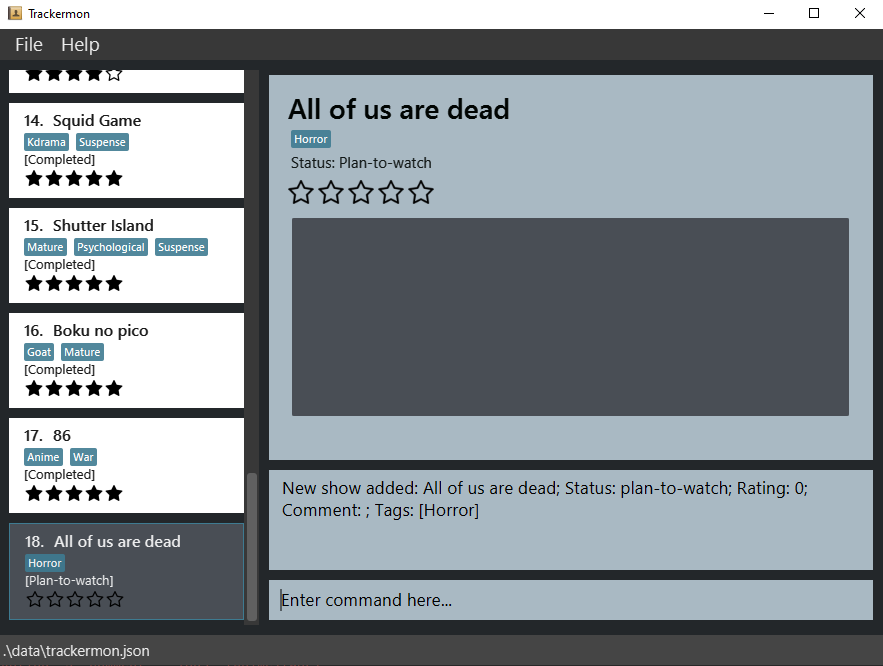 Trackermon
File Help
14. Squid Game
Kdrama Suspense
[Completed]
15. Shutter Island
Mature Psychological Suspense
[Completed]
16. Boku no pico
Goat Mature
[Completed]
17. 86
Anime War
[Completed]
18. All of us are dead
Horror
[Plan-to-watch]
All of us are dead
Horror
Status: Plan-to-watch
New show added: All of us are dead; Status: plan-to-watch; Rating: 0;
Comment: ; Tags: [Horror]
Enter command here...
.\data\trackermon.json